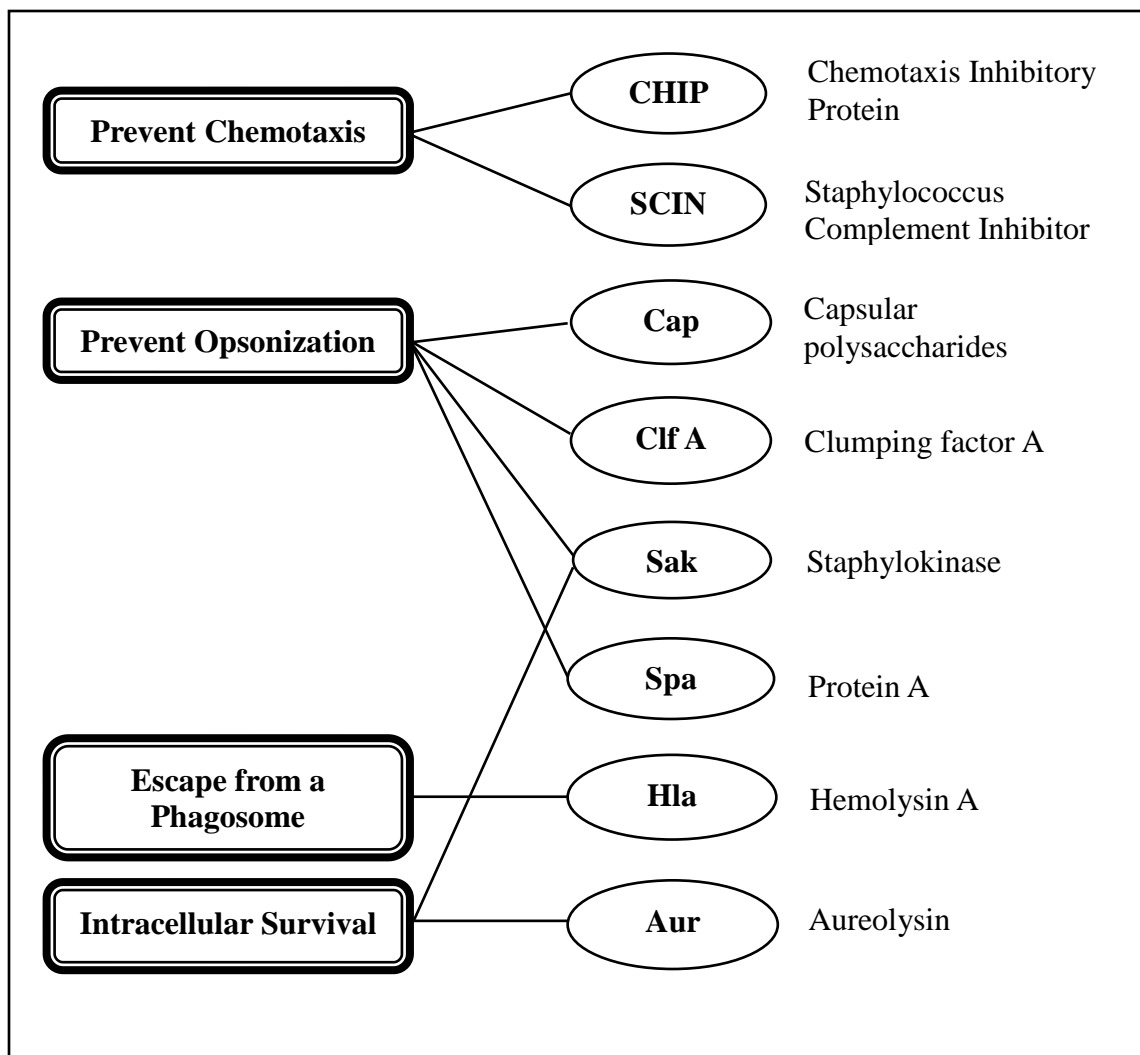 Prevent Chemotaxis
CHIP
Chemotaxis Inhibitory
Protein
SCIN
Staphylococcus
Complement Inhibitor
Prevent Opsonization
Cap
Capsular
polysaccharides
Clf A
Clumping factor A
Sak
Staphylokinase
Spa
Protein A
Escape from a
Phagosome
Hla
Hemolysin A
Intracellular Survival
Aur
Aureolysin